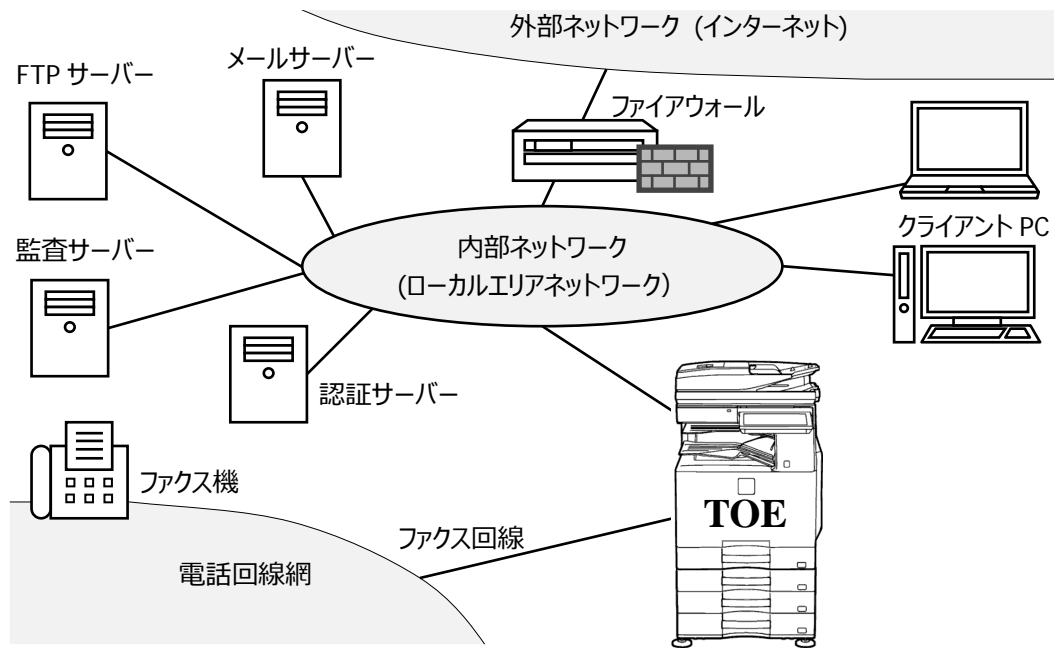 外部ネットワーク (インターネット)
メールサーバー
FTP サーバー
ファイアウォール
クライアント PC
内部ネットワーク
(ローカルエリアネットワーク)
監査サーバー
認証サーバー
ファクス機
TOE
ファクス回線
電話回線網